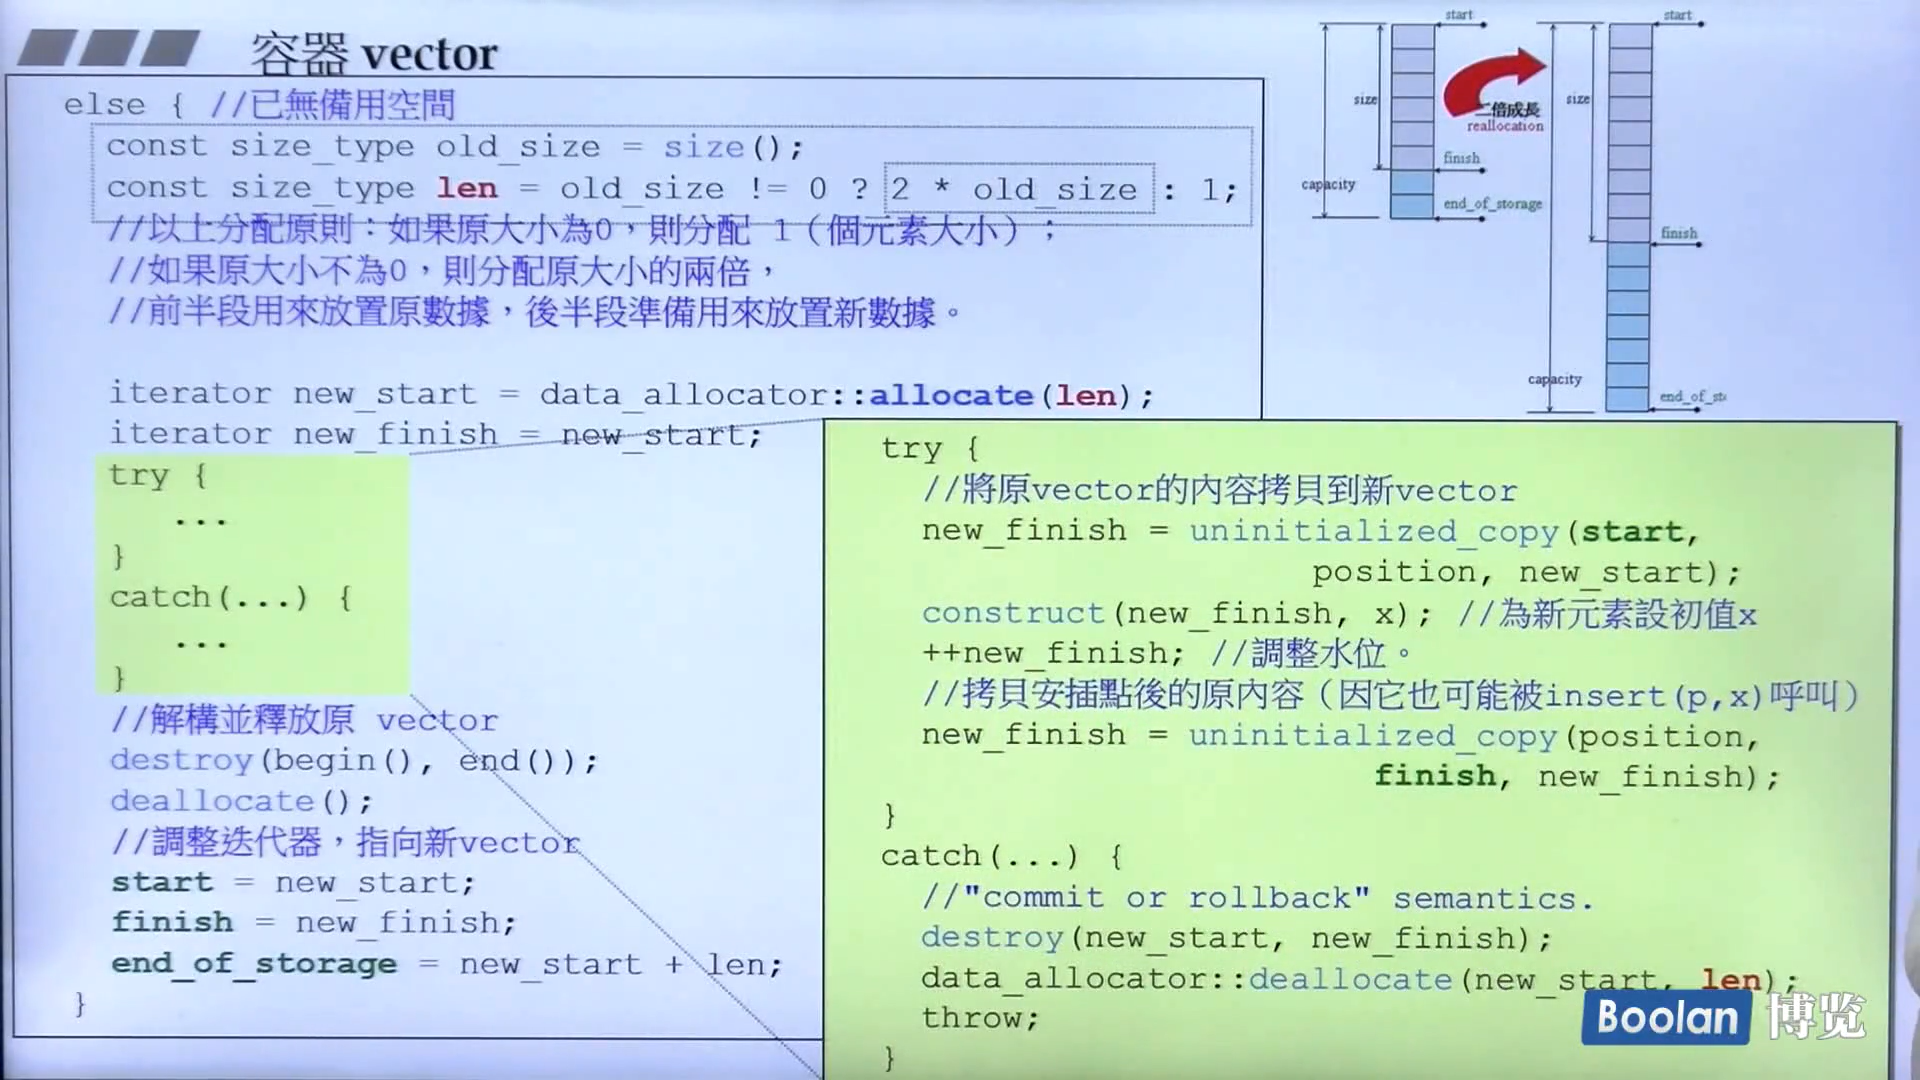 容器 vector
else { //已無備用空間
const size_type old_size = size();
const size_type len = old_size != 0 ? 2 * old_size : 1;
//以上分配原則：如果原大小為0，則分配 1（個元素大小）；
//如果原大小不為0，則分配原大小的兩倍，
//前半段用來放置原數據，後半段準備用來放置新數據。
iterator new_start = data_allocator::allocate(len);
iterator new_finish = new_start;
try {
...
}
catch(...) {
...
}
//解構並釋放原 vector
destroy(begin(), end());
deallocate();
//調整迭代器，指向新vector
start = new_start;
finish = new_finish;
end_of_storage = new_start + len;
}
try {
//將原vector的內容拷貝到新vector
new_finish = uninitialized_copy(start,
position, new_start);
construct(new_finish, x); //為新元素設初值x
++new_finish; //調整水位。
//拷貝安插點後的原內容（因它也可能被insert(p,x)呼叫）
new_finish = uninitialized_copy(position,
finish, new_finish);
}
catch(...) {
//"commit or rollback" semantics.
destroy(new_start, new_finish);
data_allocator::deallocate(new_start, len);
throw;
}
start
size
finish
capacity
end_of_storage
二倍成長
reallocation
start
size
finish
capacity
end_of_st
Boolan 博览